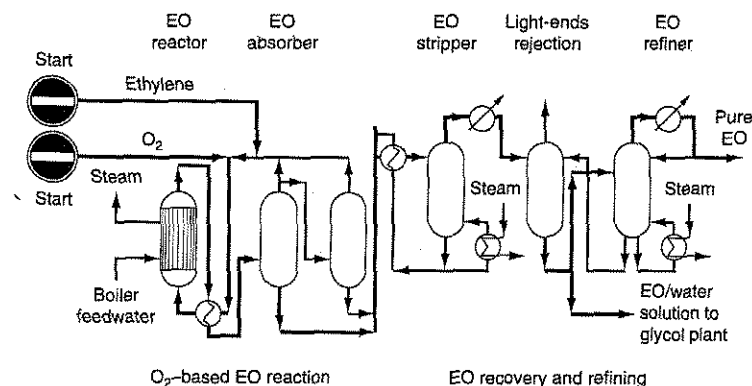 EO
reactor
EO
absorber
EO
stripper
Light-ends
rejection
EO
refiner
Start
Ethylene
O₂
Start
Steam
Boiler
feedwater
Steam
Steam
Pure
EO
EO/water
solution to
glycol plant
O₂–based EO reaction
EO recovery and refining